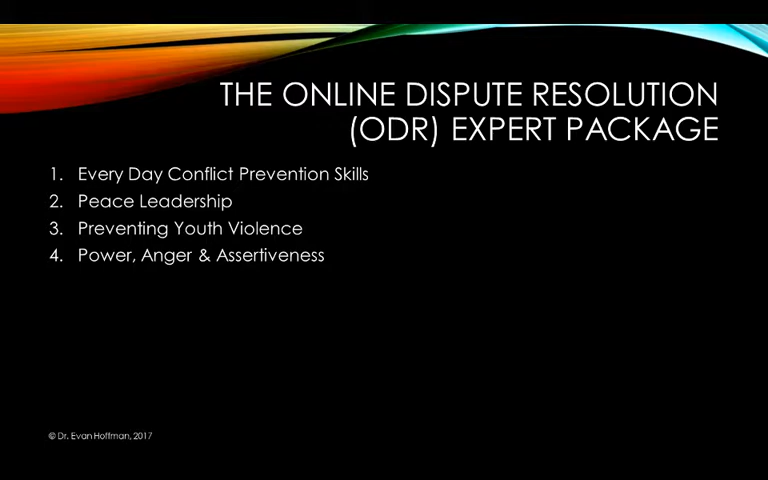 THE ONLINE DISPUTE RESOLUTION
(ODR) EXPERT PACKAGE
1. Every Day Conflict Prevention Skills
2. Peace Leadership
3. Preventing Youth Violence
4. Power, Anger & Assertiveness
© Dr. Evan Hoffman, 2017